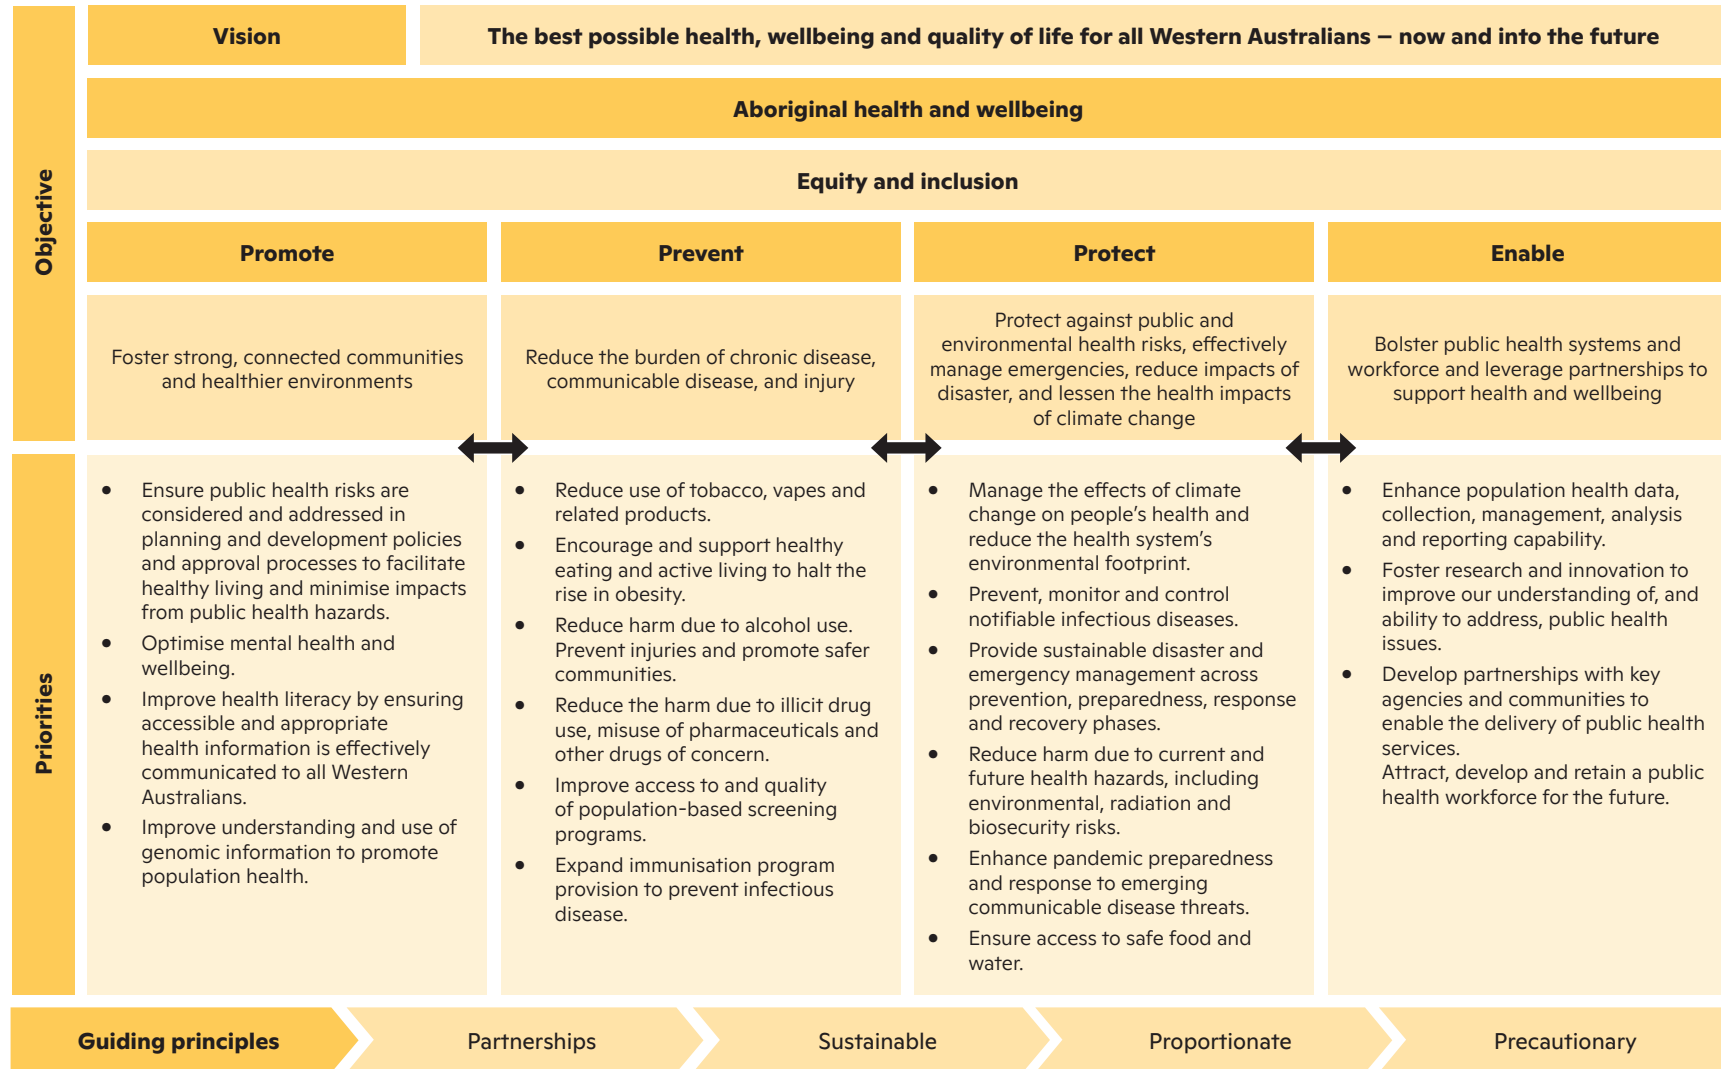 Vision
The best possible health, wellbeing and quality of life for all Western Australians – now and into the future
Objective
Aboriginal health and wellbeing
Equity and inclusion
Promote
Foster strong, connected communities
and healthier environments
Prevent
Reduce the burden of chronic disease,
communicable disease, and injury
Protect
Protect against public and
environmental health risks, effectively
manage emergencies, reduce impacts of
disaster, and lessen the health impacts
of climate change
Enable
Bolster public health systems and
workforce and leverage partnerships to
support health and wellbeing
Priorities
• Ensure public health risks are
considered and addressed in
planning and development policies
and approval processes to facilitate
healthy living and minimise impacts
from public health hazards.
• Optimise mental health and
wellbeing.
• Improve health literacy by ensuring
accessible and appropriate
health information is effectively
communicated to all Western
Australians.
• Improve understanding and use of
genomic information to promote
population health.
• Reduce use of tobacco, vapes and
related products.
• Encourage and support healthy
eating and active living to halt the
rise in obesity.
• Reduce harm due to alcohol use.
Prevent injuries and promote safer
communities.
• Reduce the harm due to illicit drug
use, misuse of pharmaceuticals and
other drugs of concern.
• Improve access to and quality
of population-based screening
programs.
• Expand immunisation program
provision to prevent infectious
disease.
• Manage the effects of climate
change on people’s health and
reduce the health system’s
environmental footprint.
• Prevent, monitor and control
notifiable infectious diseases.
• Provide sustainable disaster and
emergency management across
prevention, preparedness, response
and recovery phases.
• Reduce harm due to current and
future health hazards, including
environmental, radiation and
biosecurity risks.
• Enhance pandemic preparedness
and response to emerging
communicable disease threats.
• Ensure access to safe food and
water.
• Enhance population health data,
collection, management, analysis
and reporting capability.
• Foster research and innovation to
improve our understanding of, and
ability to address, public health
issues.
• Develop partnerships with key
agencies and communities to
enable the delivery of public health
services.
Attract, develop and retain a public
health workforce for the future.
Guiding principles
Partnerships
Sustainable
Proportionate
Precautionary